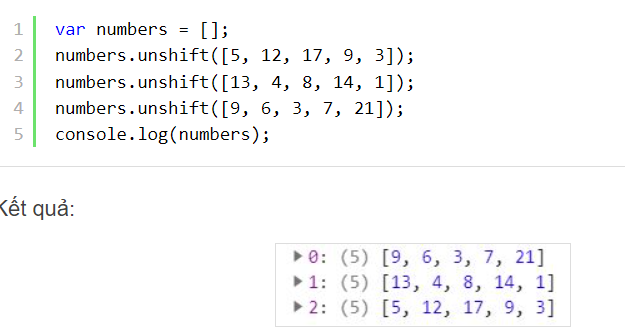 1 var numbers = [];
2 numbers.unshift([5, 12, 17, 9, 3]);
3 numbers.unshift([13, 4, 8, 14, 1]);
4 numbers.unshift([9, 6, 3, 7, 21]);
5 console.log(numbers);
Kết quả:
▶ 0: (5) [9, 6, 3, 7, 21]
▶ 1: (5) [13, 4, 8, 14, 1]
▶ 2: (5) [5, 12, 17, 9, 3]